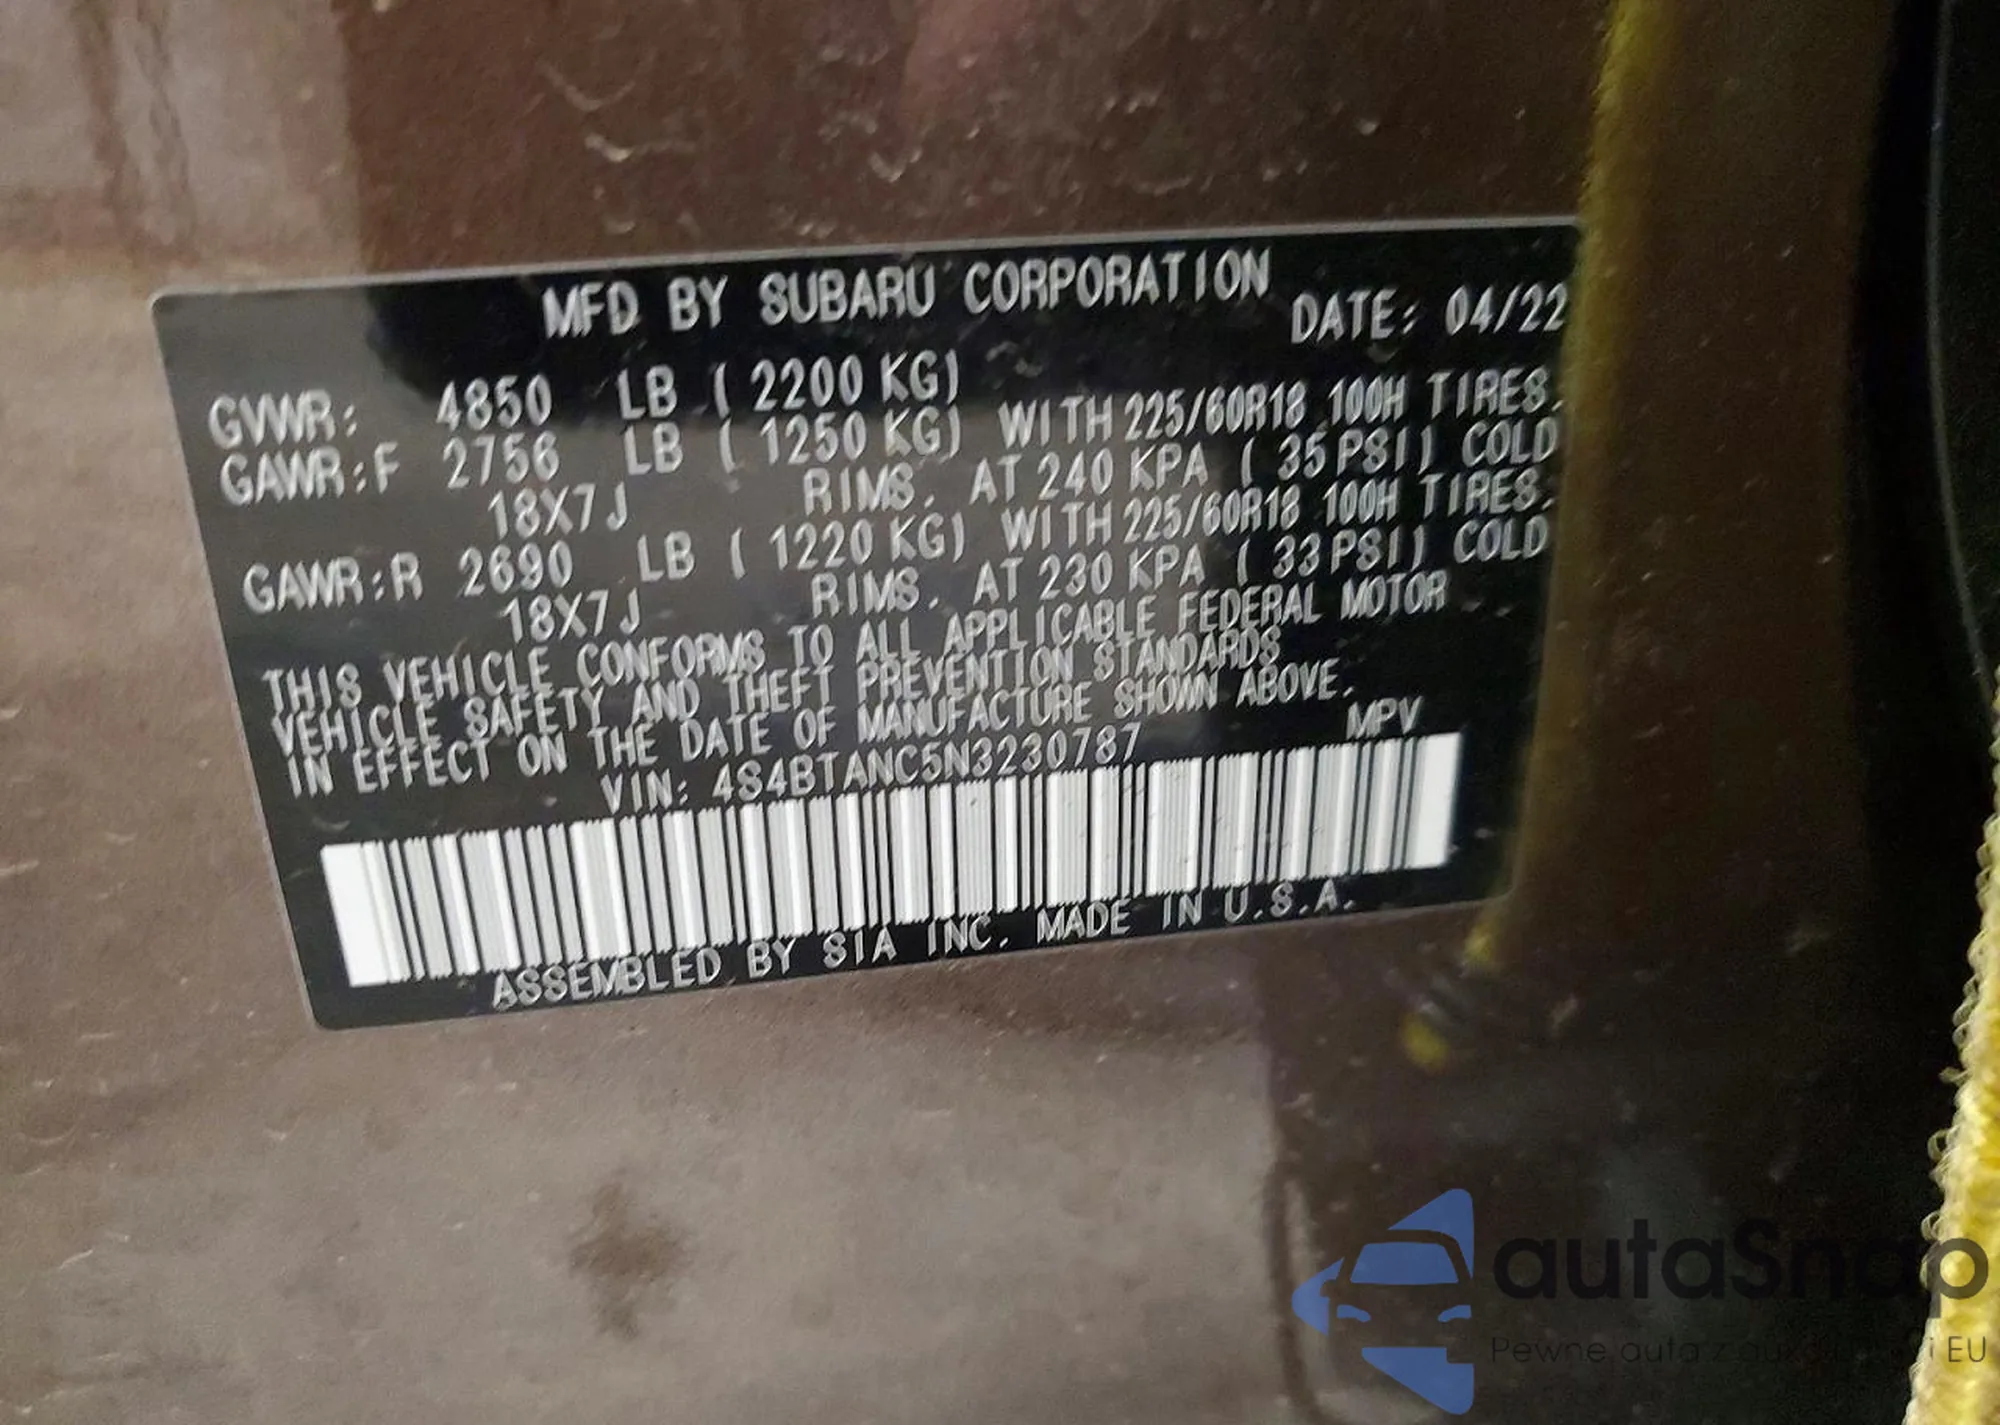 MFD BY SUBARU CORPORATION DATE: 04/22
GVWR: 4850 LB ( 2200 KG)
GAWR:F 2756 LB ( 1250 KG) WITH 225/60R18 100H TIRES.
18X7J RIMS. AT 240 KPA ( 35 PSI) COLD
GAWR:R 2690 LB ( 1220 KG) WITH 225/60R18 100H TIRES.
18X7J RIMS. AT 230 KPA ( 33 PSI) COLD
THIS VEHICLE CONFORMS TO ALL APPLICABLE FEDERAL MOTOR
VEHICLE SAFETY AND THEFT PREVENTION STANDARDS
IN EFFECT ON THE DATE OF MANUFACTURE SHOWN ABOVE.
VIN: 4S4BTANC5N3230787 MPV
ASSEMBLED BY SIA INC. MADE IN U.S.A.
autaSnap
Pewne auta z i EU